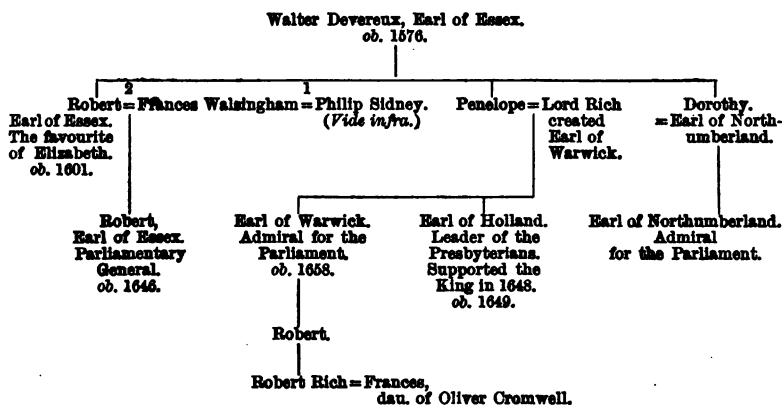 Walter Devereux, Earl of Essex.
ob. 1576.
2 1
Robert=Frances Walsingham=Philip Sidney.
Earl of Essex.
The favourite
of Elizabeth.
ob. 1601.
(Vide infra.)
Penelope=Lord Rich
created
Earl of
Warwick.
Dorothy.
=Earl of North-
umberland.
Robert,
Earl of Essex.
Parliamentary
General.
ob. 1646.
Earl of Warwick.
Admiral for the
Parliament.
ob. 1658.
Earl of Holland.
Leader of the
Presbyterians.
Supported the
King in 1648.
ob. 1649.
Earl of Northumberland.
Admiral
for the Parliament.
Robert.
Robert Rich=Frances,
dau. of Oliver Cromwell.